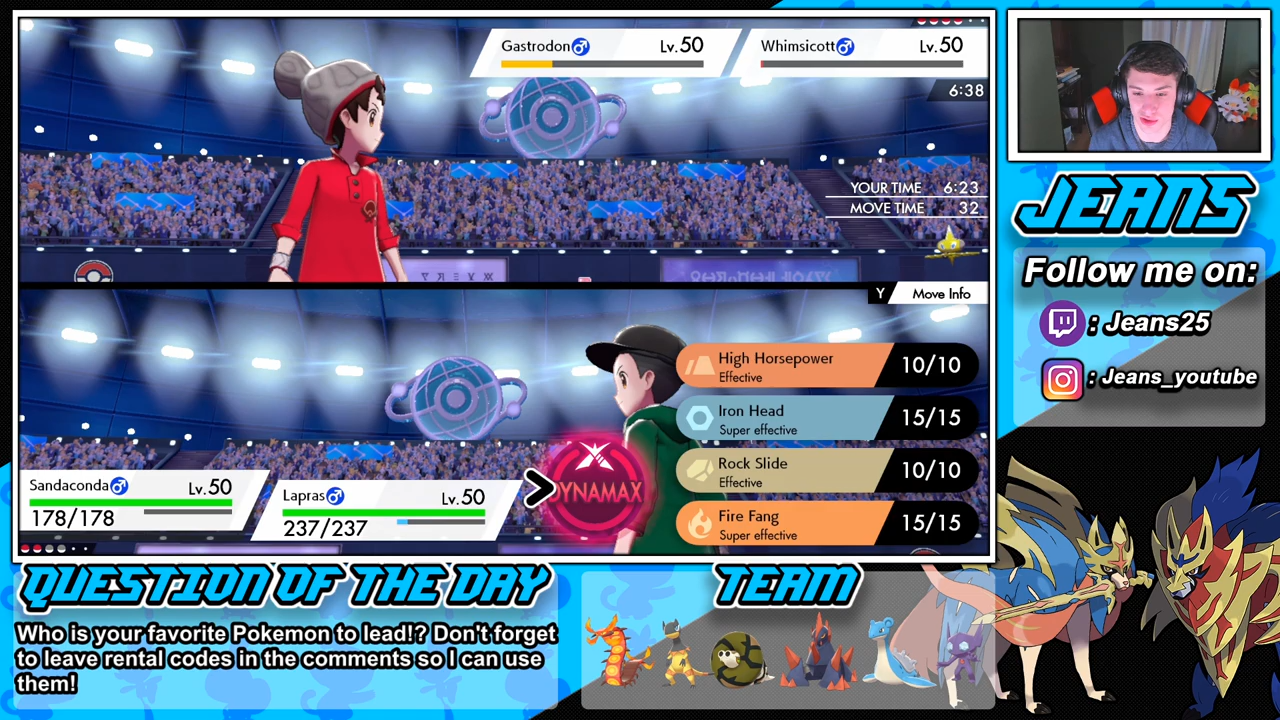 Gastrodon♂ Lv.50
Whimsicott♂ Lv.50
6:38
YOUR TIME 6:23
MOVE TIME 32
Y Move Info
High Horsepower 10/10
Effective
Iron Head 15/15
Super effective
Rock Slide 10/10
Effective
Fire Fang 15/15
Super effective
DYNAMAX
Sandaconda♂ Lv.50
178/178
Lapras♂ Lv.50
237/237
JEANS
Follow me on:
: Jeans25
: Jeans_youtube
QUESTION OF THE DAY
Who is your favorite Pokemon to lead!? Don't forget
to leave rental codes in the comments so I can use
them!
TEAM